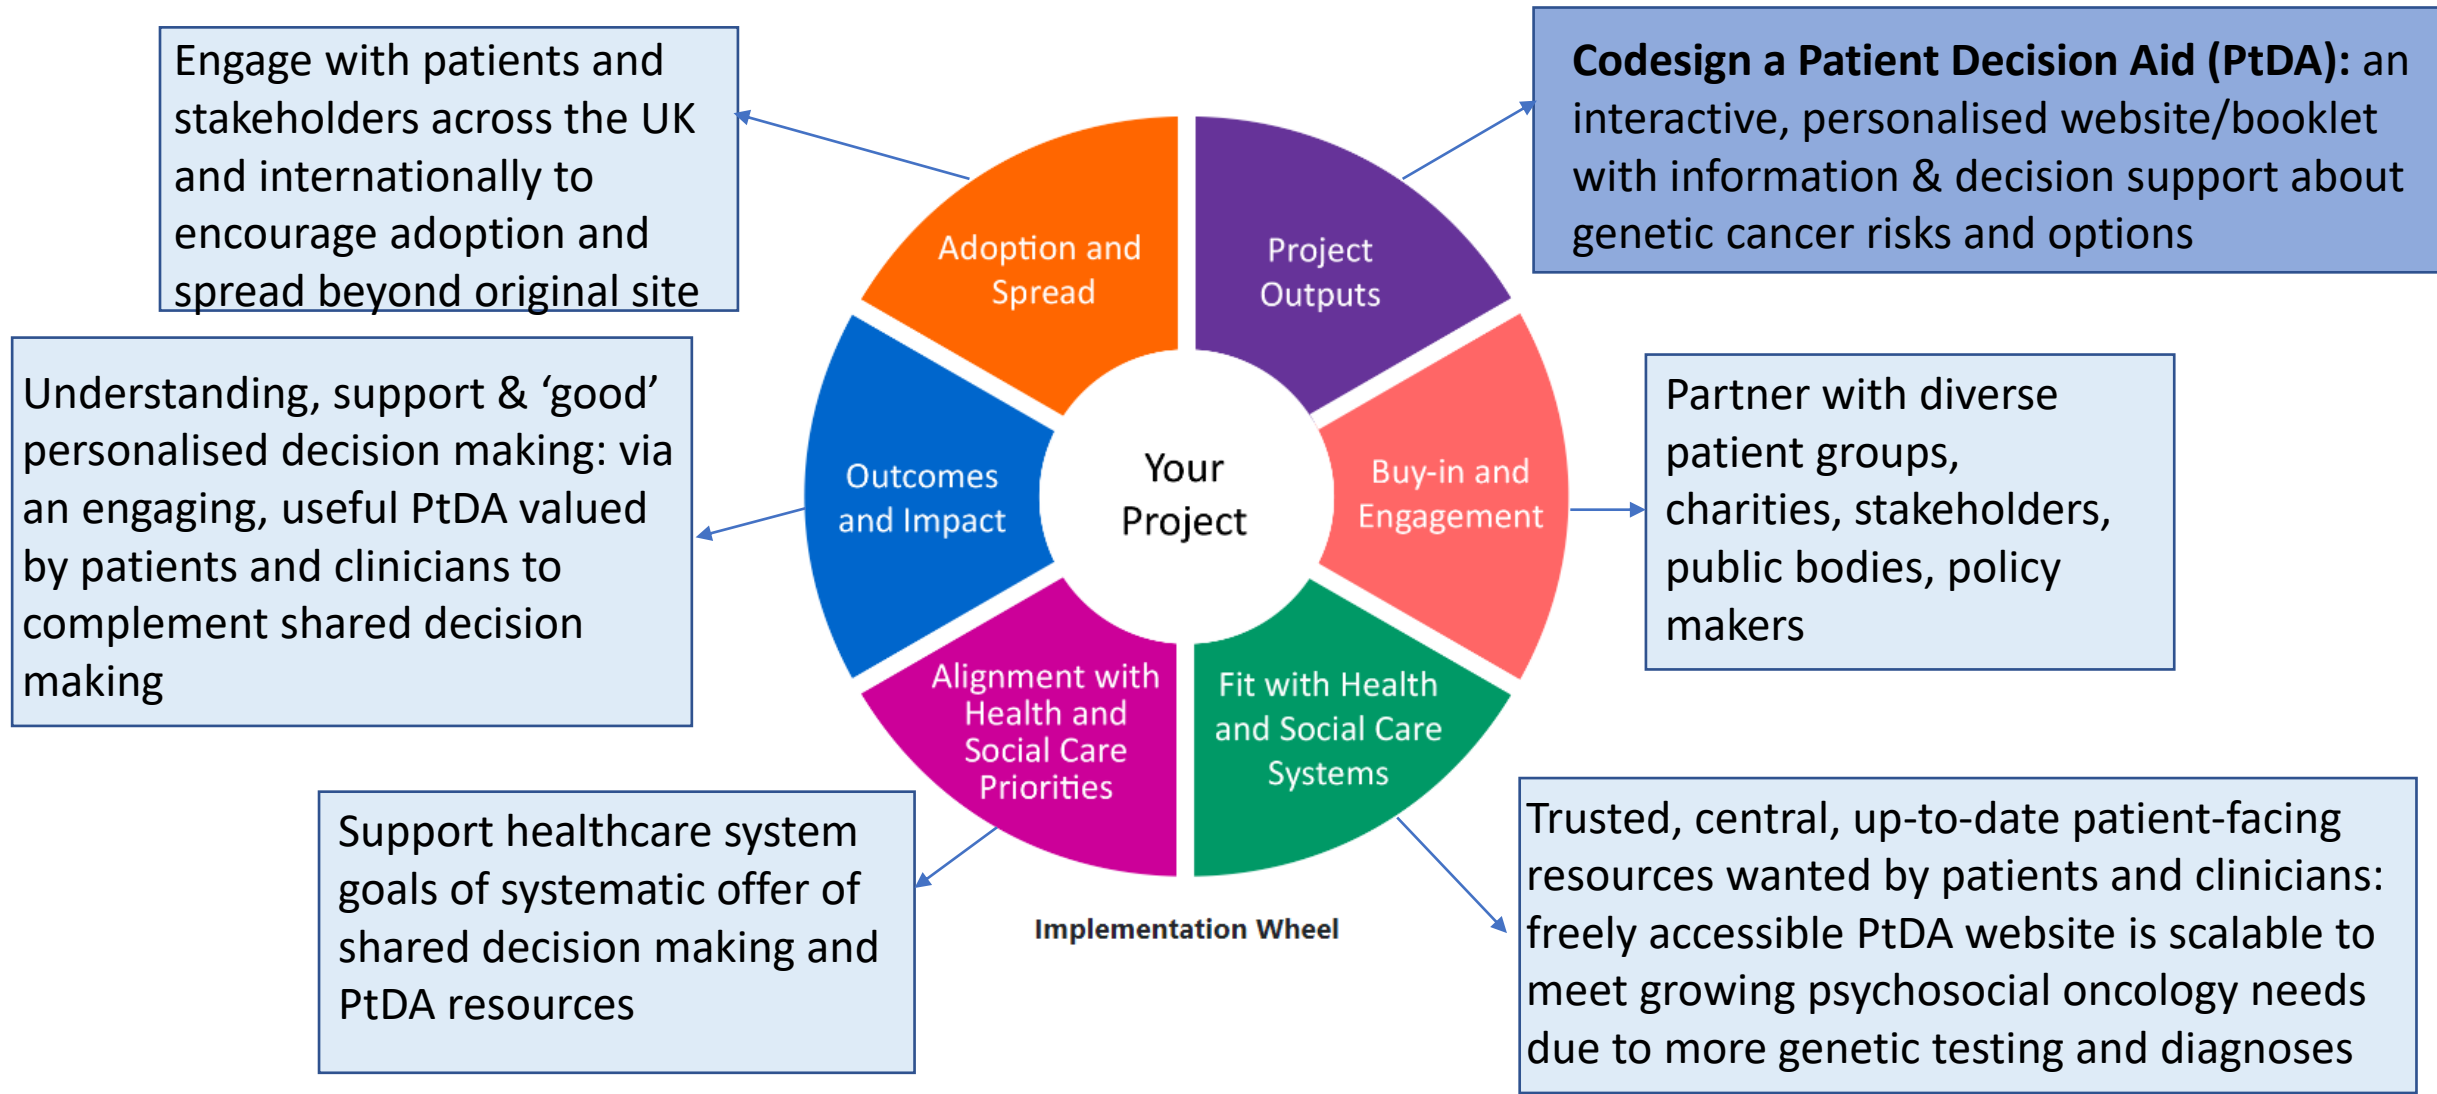 Engage with patients and
stakeholders across the UK
and internationally to
encourage adoption and
spread beyond original site
Codesign a Patient Decision Aid (PtDA): an
interactive, personalised website/booklet
with information & decision support about
genetic cancer risks and options
Adoption and
Spread
Project
Outputs
Understanding, support & ‘good’
personalised decision making: via
an engaging, useful PtDA valued
by patients and clinicians to
complement shared decision
making
Outcomes
and Impact
Your
Project
Buy-in and
Engagement
Partner with diverse
patient groups,
charities, stakeholders,
public bodies, policy
makers
Alignment with
Health and
Social Care
Priorities
Fit with Health
and Social Care
Systems
Support healthcare system
goals of systematic offer of
shared decision making and
PtDA resources
Implementation Wheel
Trusted, central, up-to-date patient-facing
resources wanted by patients and clinicians:
freely accessible PtDA website is scalable to
meet growing psychosocial oncology needs
due to more genetic testing and diagnoses